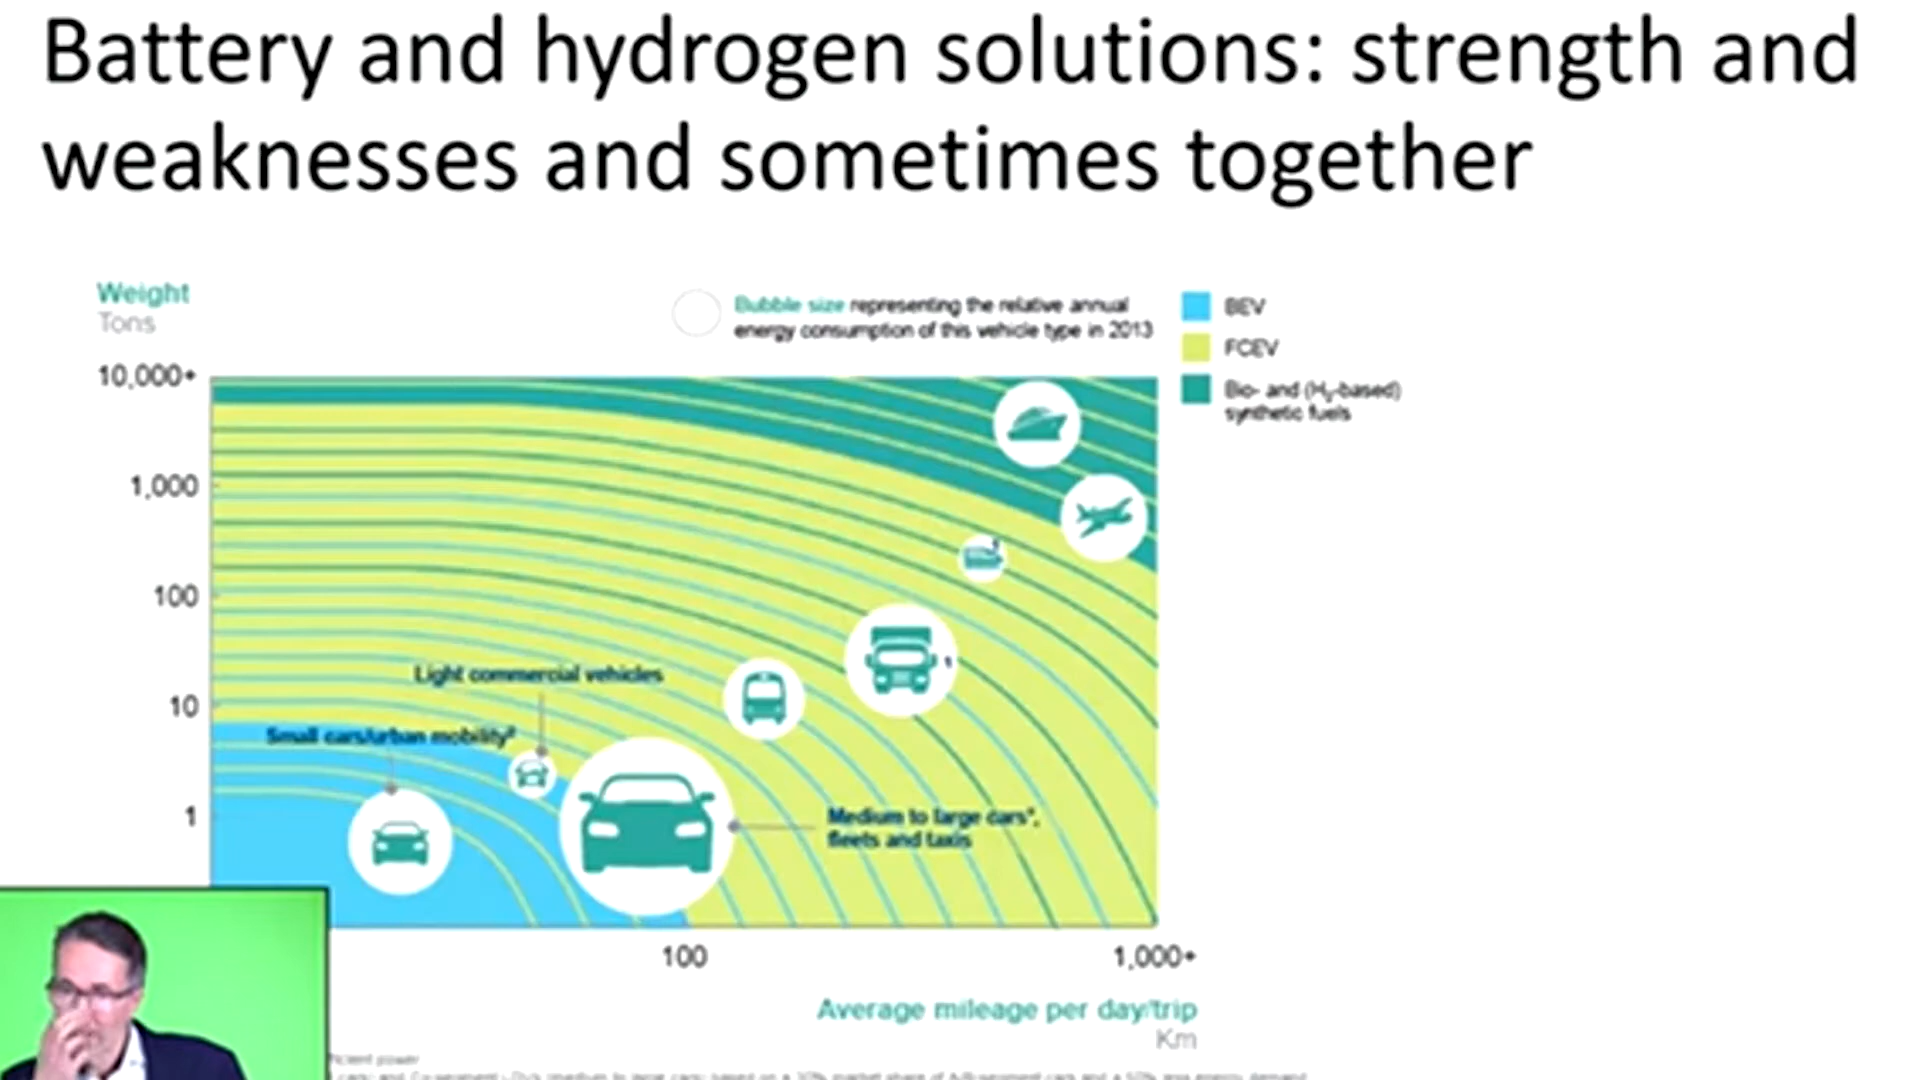 Battery and hydrogen solutions: strength and
weaknesses and sometimes together
Weight
Tons
Bubble size representing the relative annual
energy consumption of this vehicle type in 2013
BEV
FCEV
Bio- and (H₂-based)
synthetic fuels
10,000+
1,000
100
10
1
Light commercial vehicles
Small cars/urban mobility²
Medium to large cars²,
fleets and taxis
1
100
1,000+
Average mileage per day/trip
Km